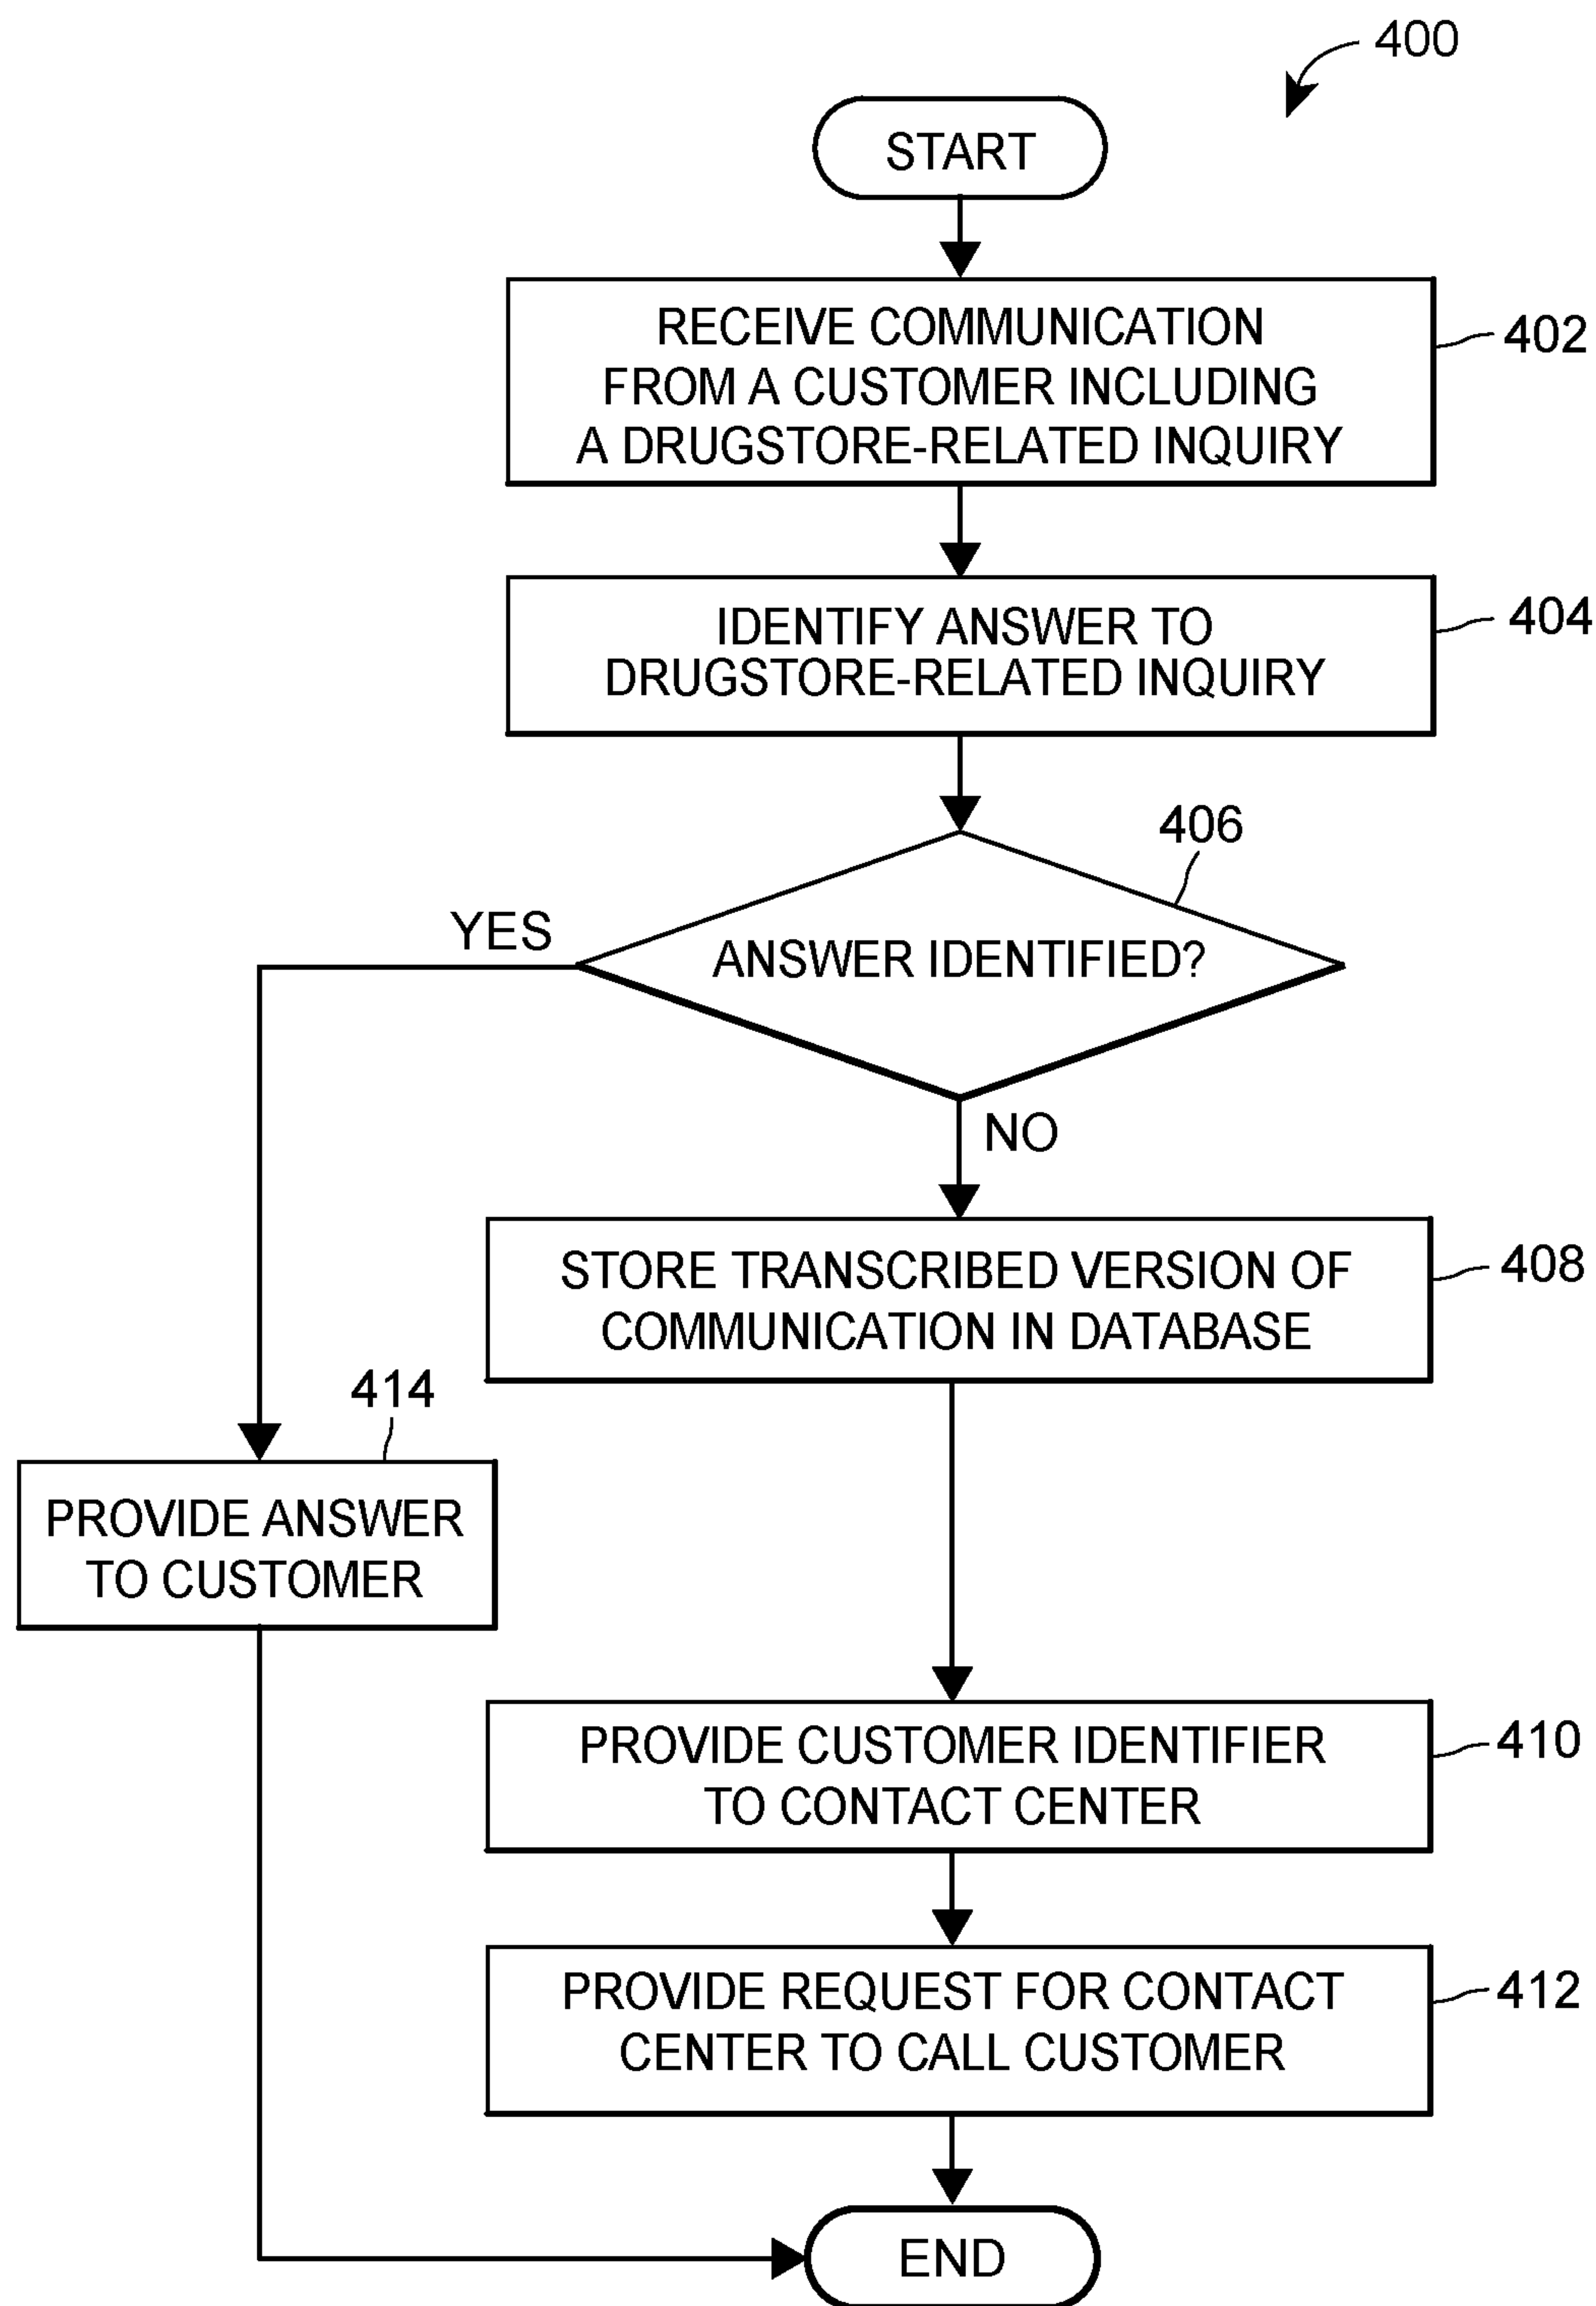 400
START
RECEIVE COMMUNICATION
FROM A CUSTOMER INCLUDING
A DRUGSTORE-RELATED INQUIRY
402
IDENTIFY ANSWER TO
DRUGSTORE-RELATED INQUIRY
404
406
YES
ANSWER IDENTIFIED?
NO
STORE TRANSCRIBED VERSION OF
COMMUNICATION IN DATABASE
408
414
PROVIDE ANSWER
TO CUSTOMER
PROVIDE CUSTOMER IDENTIFIER
TO CONTACT CENTER
410
PROVIDE REQUEST FOR CONTACT
CENTER TO CALL CUSTOMER
412
END